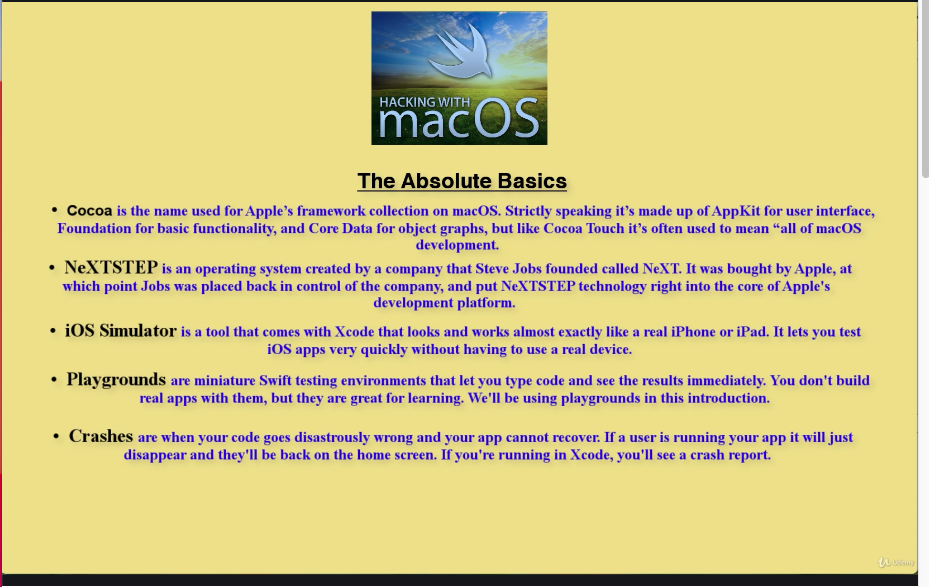 HACKING WITH
macOS
The Absolute Basics
• Cocoa is the name used for Apple’s framework collection on macOS. Strictly speaking it’s made up of AppKit for user interface,
Foundation for basic functionality, and Core Data for object graphs, but like Cocoa Touch it’s often used to mean “all of macOS
development.
• NeXTSTEP is an operating system created by a company that Steve Jobs founded called NeXT. It was bought by Apple, at
which point Jobs was placed back in control of the company, and put NeXTSTEP technology right into the core of Apple's
development platform.
• iOS Simulator is a tool that comes with Xcode that looks and works almost exactly like a real iPhone or iPad. It lets you test
iOS apps very quickly without having to use a real device.
• Playgrounds are miniature Swift testing environments that let you type code and see the results immediately. You don't build
real apps with them, but they are great for learning. We'll be using playgrounds in this introduction.
• Crashes are when your code goes disastrously wrong and your app cannot recover. If a user is running your app it will just
disappear and they'll be back on the home screen. If you're running in Xcode, you'll see a crash report.
Udemy